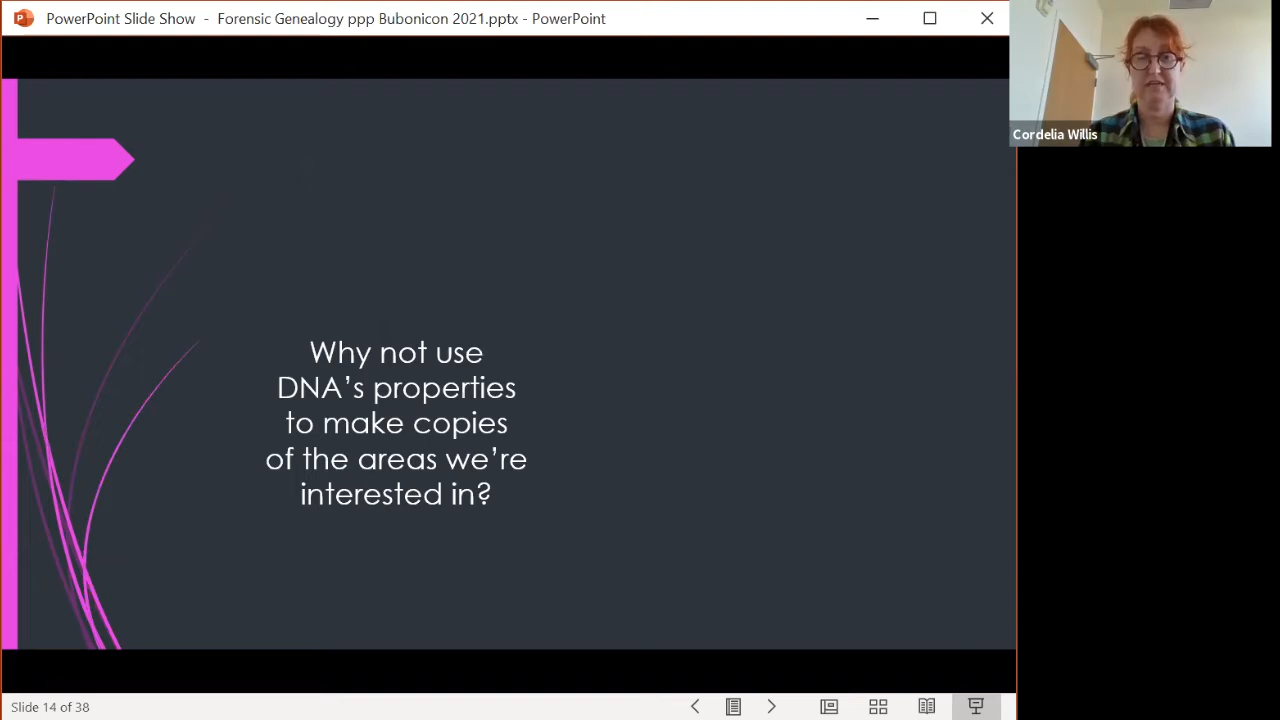 PowerPoint Slide Show - Forensic Genealogy ppp Bubonicon 2021.pptx - PowerPoint
Cordelia Willis
Why not use
DNA's properties
to make copies
of the areas we're
interested in?
Slide 14 of 38